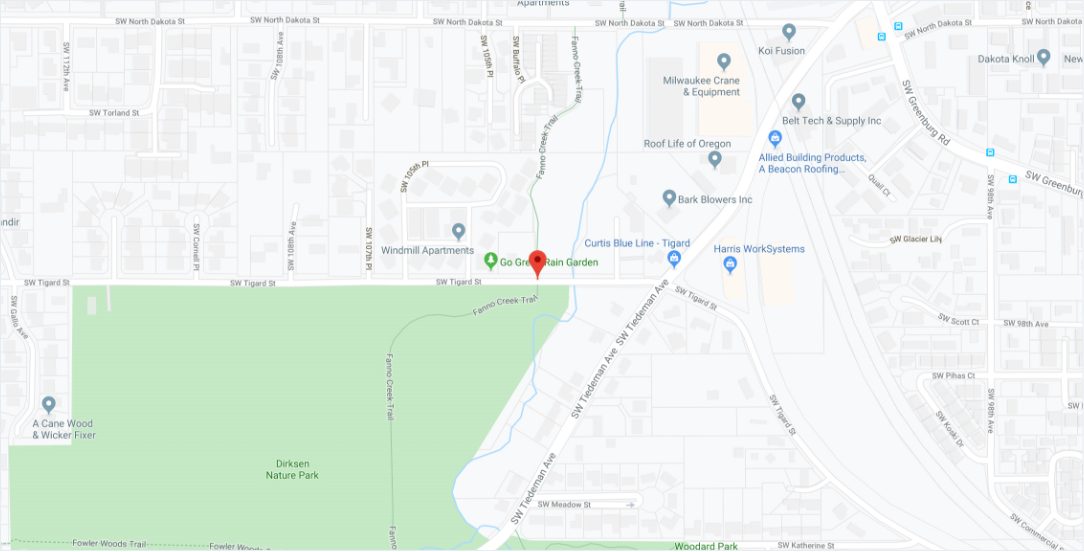 Apartments
SW North Dakota St
SW North Dakota St
SW North Dakota St
SW North Dakota St
SW North Dakota St
SW North Dakota St
SW 112th Ave
SW 108th Ave
SW 109th Pl
SW Buffalo Pl
Fanno Creek Trail
Trail
Koi Fusion
Dakota Knoll
New
ce
Milwaukee Crane
& Equipment
SW Torland St
Belt Tech & Supply Inc
SW Greenburg Rd
Fanno Creek Trail
Roof Life of Oregon
Allied Building Products,
A Beacon Roofing...
SW 105th Pl
Quail Ct
SW Greenburg
SW 98th Ave
Bark Blowers Inc
ndir
SW Cornell Pl
SW 108th Ave
SW 107th Pl
Windmill Apartments
Curtis Blue Line - Tigard
Harris WorkSystems
SW Glacier Lily
Go Gre
Rain Garden
SW Tigard St
SW Tigard St
SW Tigard St
SW Tigard St
Fanno Creek Trail
SW Gallo Ave
SW Tiedeman Ave
SW Scott Ct
SW 98th Ave
Fanno Creek Trail
SW Tiedeman Ave
SW Pihas Ct
A Cane Wood
& Wicker Fixer
SW Tigard St
SW Koski Dr
SW 98th Ave
Dirksen
Nature Park
SW Tiedeman Ave
SW Meadow St
Fanno
Fowler Woods Trail
Fowler Woods
Woodard Park
SW Katherine St
SW Commercial